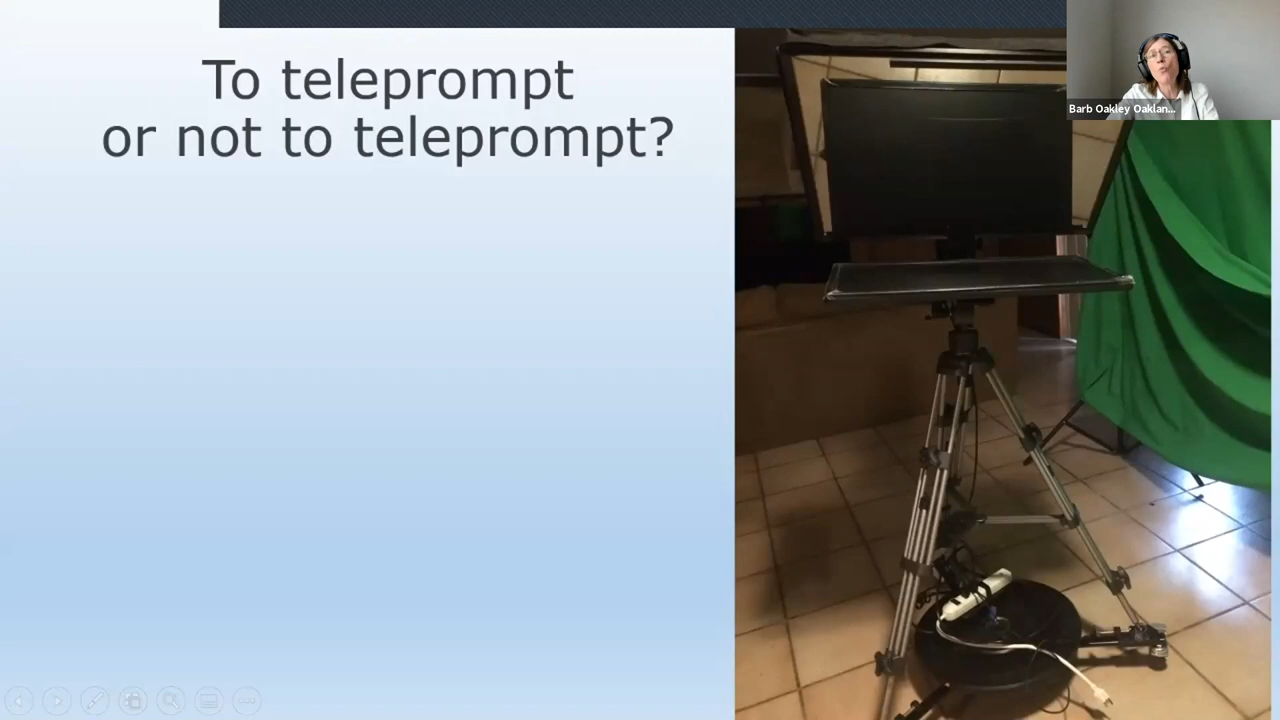 To teleprompt
or not to teleprompt?
Barb Oakley Oaklan...